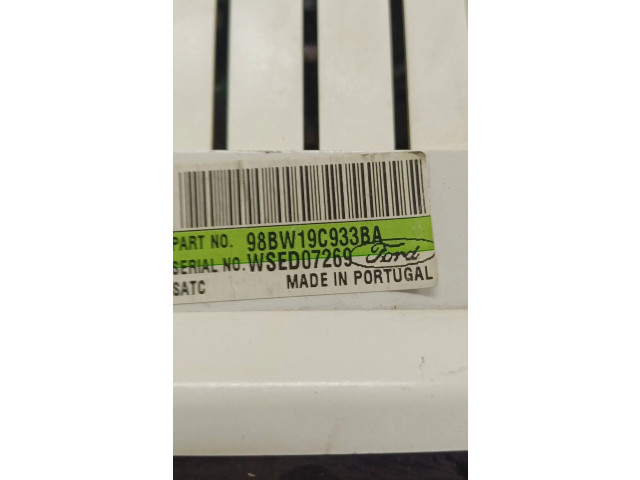 PART NO. 98BW19C933BA
SERIAL NO. WSED07269 Ford
SATC MADE IN PORTUGAL